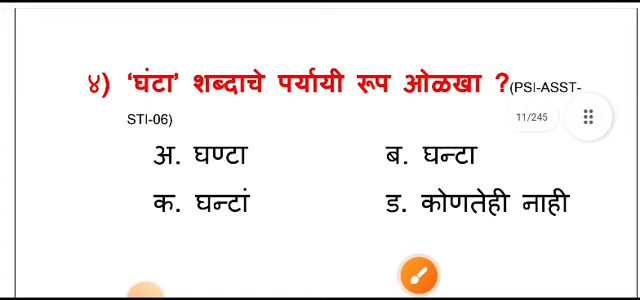 ४) ‘घंटा’ शब्दाचे पर्यायी रूप ओळखा ?(PSI-ASST-
STI-06)
11/245
अ. घण्टा ब. घन्टा
क. घन्टां ड. कोणतेही नाही